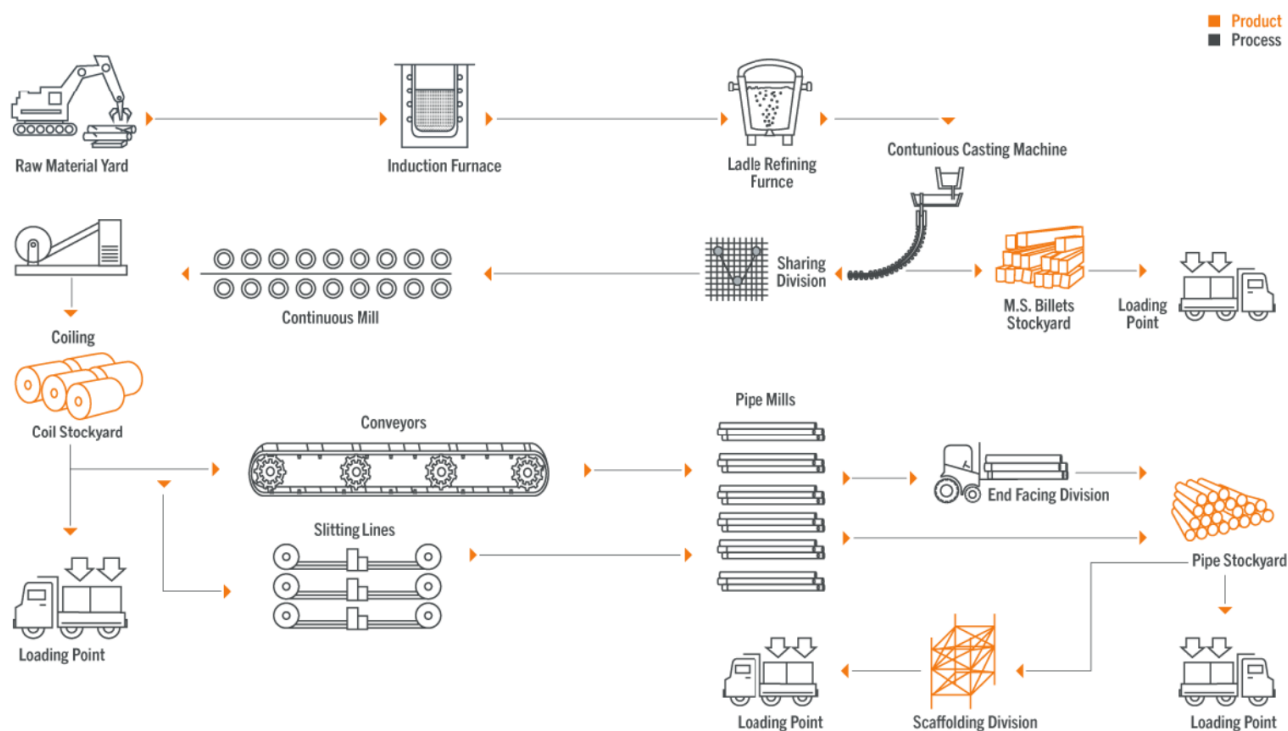 Product
Process
Raw Material Yard
Induction Furnace
Ladle Refining
Furnce
Contunious Casting Machine
Sharing
Division
Continuous Mill
M.S. Billets
Stockyard
Loading
Point
Coiling
Coil Stockyard
Conveyors
Pipe Mills
End Facing Division
Slitting Lines
Pipe Stockyard
Loading Point
Loading Point
Scaffolding Division
Loading Point